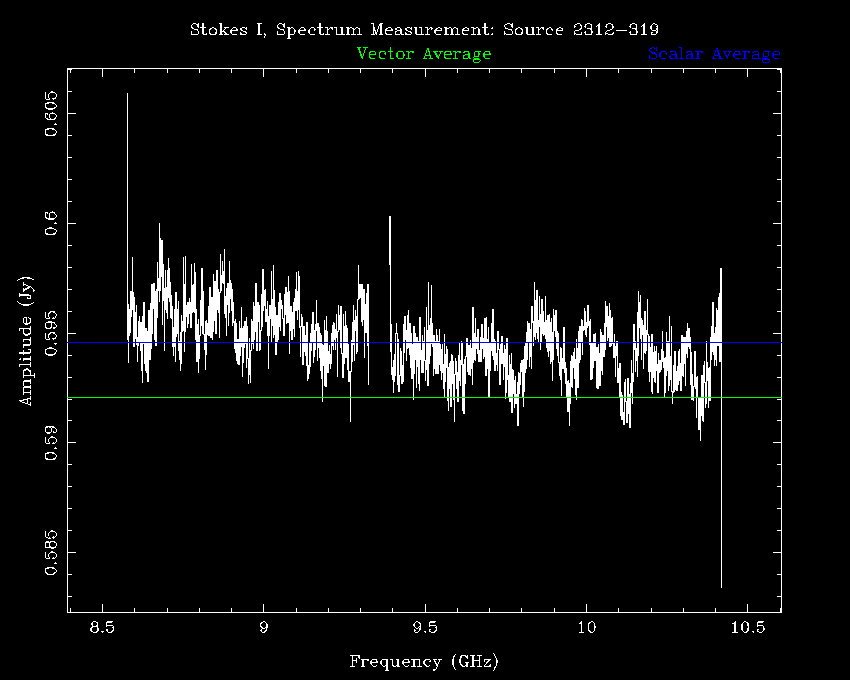 Stokes I, Spectrum Measurement: Source 2312-319
Vector Average Scalar Average
0.605
0.6
0.595
0.59
0.585
Amplitude (Jy)
8.5 9 9.5 10 10.5
Frequency (GHz)